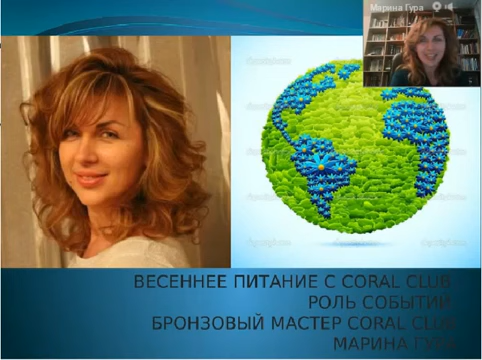 Марина Гура
ВЕСЕННЕЕ ПИТАНИЕ С CORAL CLUB
РОЛЬ СОБЫТИЙ
БРОНЗОВЫЙ МАСТЕР CORAL CLUB
МАРИНА ГУРА